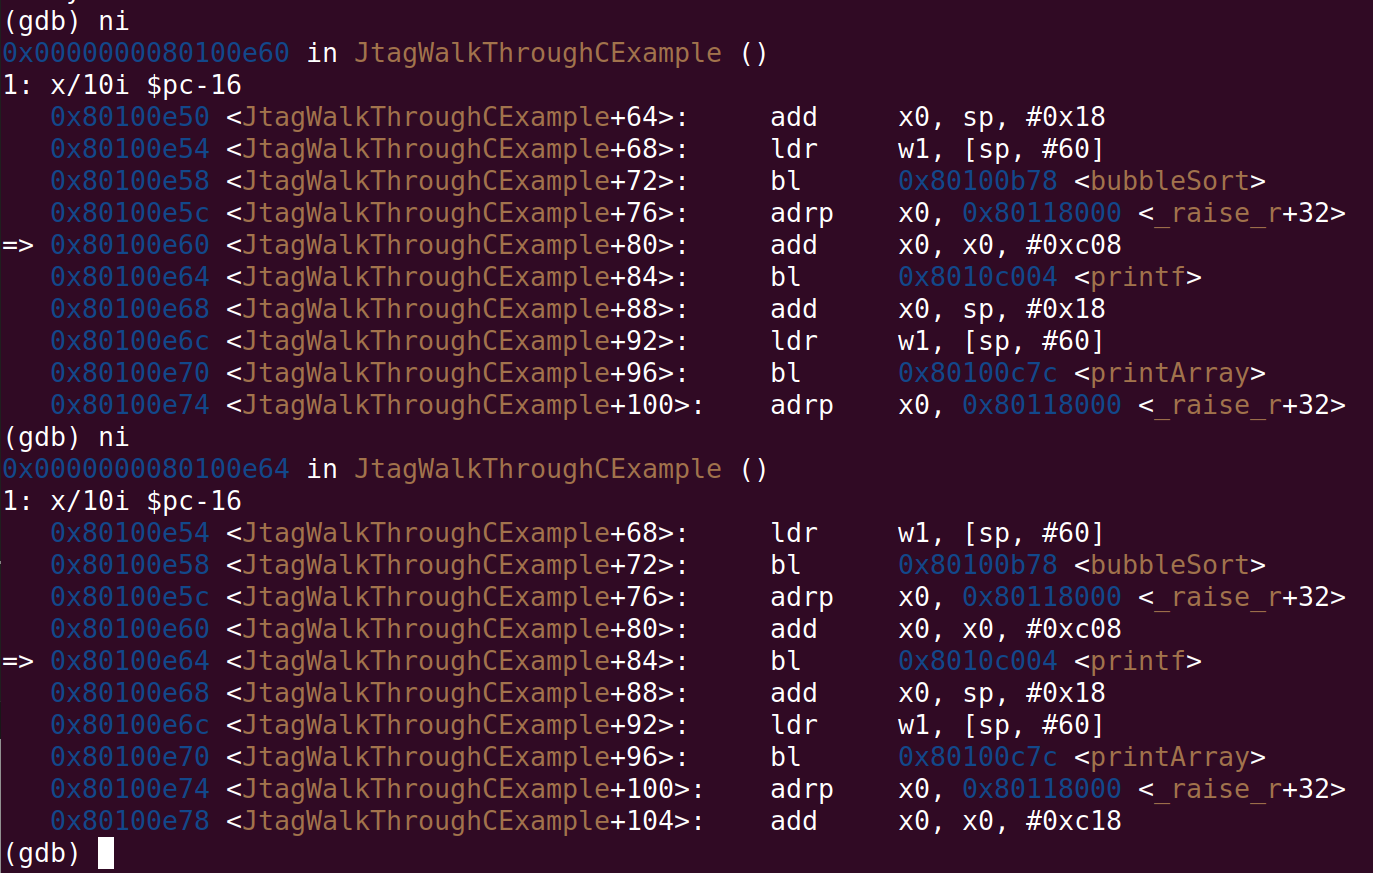 (gdb) ni
0x0000000080100e60 in JtagWalkThroughCExample ()
1: x/10i $pc-16
   0x80100e50 <JtagWalkThroughCExample+64>:	add	x0, sp, #0x18
   0x80100e54 <JtagWalkThroughCExample+68>:	ldr	w1, [sp, #60]
   0x80100e58 <JtagWalkThroughCExample+72>:	bl	0x80100b78 <bubbleSort>
   0x80100e5c <JtagWalkThroughCExample+76>:	adrp	x0, 0x80118000 <_raise_r+32>
=> 0x80100e60 <JtagWalkThroughCExample+80>:	add	x0, x0, #0xc08
   0x80100e64 <JtagWalkThroughCExample+84>:	bl	0x8010c004 <printf>
   0x80100e68 <JtagWalkThroughCExample+88>:	add	x0, sp, #0x18
   0x80100e6c <JtagWalkThroughCExample+92>:	ldr	w1, [sp, #60]
   0x80100e70 <JtagWalkThroughCExample+96>:	bl	0x80100c7c <printArray>
   0x80100e74 <JtagWalkThroughCExample+100>:	adrp	x0, 0x80118000 <_raise_r+32>
(gdb) ni
0x0000000080100e64 in JtagWalkThroughCExample ()
1: x/10i $pc-16
   0x80100e54 <JtagWalkThroughCExample+68>:	ldr	w1, [sp, #60]
   0x80100e58 <JtagWalkThroughCExample+72>:	bl	0x80100b78 <bubbleSort>
   0x80100e5c <JtagWalkThroughCExample+76>:	adrp	x0, 0x80118000 <_raise_r+32>
   0x80100e60 <JtagWalkThroughCExample+80>:	add	x0, x0, #0xc08
=> 0x80100e64 <JtagWalkThroughCExample+84>:	bl	0x8010c004 <printf>
   0x80100e68 <JtagWalkThroughCExample+88>:	add	x0, sp, #0x18
   0x80100e6c <JtagWalkThroughCExample+92>:	ldr	w1, [sp, #60]
   0x80100e70 <JtagWalkThroughCExample+96>:	bl	0x80100c7c <printArray>
   0x80100e74 <JtagWalkThroughCExample+100>:	adrp	x0, 0x80118000 <_raise_r+32>
   0x80100e78 <JtagWalkThroughCExample+104>:	add	x0, x0, #0xc18
(gdb)